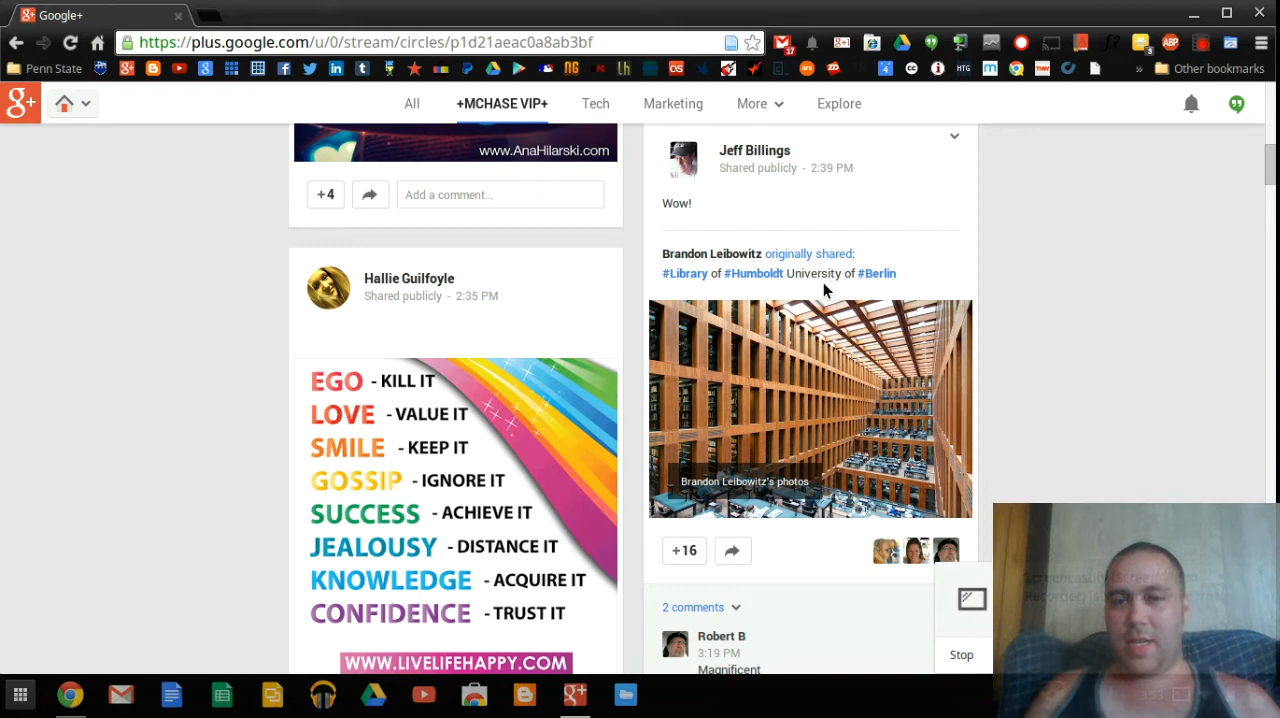 Google+
https://plus.google.com/u/0/stream/circles/p1d21aeac0a8ab3bf
Penn State
Other bookmarks
All
+MCHASE VIP+
Tech
Marketing
More
Explore
www.AnaHilarski.com
+4
Add a comment...
Hallie Guilfoyle
Shared publicly - 2:35 PM
EGO - KILL IT
LOVE - VALUE IT
SMILE - KEEP IT
GOSSIP - IGNORE IT
SUCCESS - ACHIEVE IT
JEALOUSY - DISTANCE IT
KNOWLEDGE - ACQUIRE IT
CONFIDENCE - TRUST IT
WWW.LIVELIFEHAPPY.COM
Jeff Billings
Shared publicly - 2:39 PM
Wow!
Brandon Leibowitz originally shared:
#Library of #Humboldt University of #Berlin
Brandon Leibowitz's photos
+16
2 comments
Robert B
3:19 PM
Magnificent
Stop